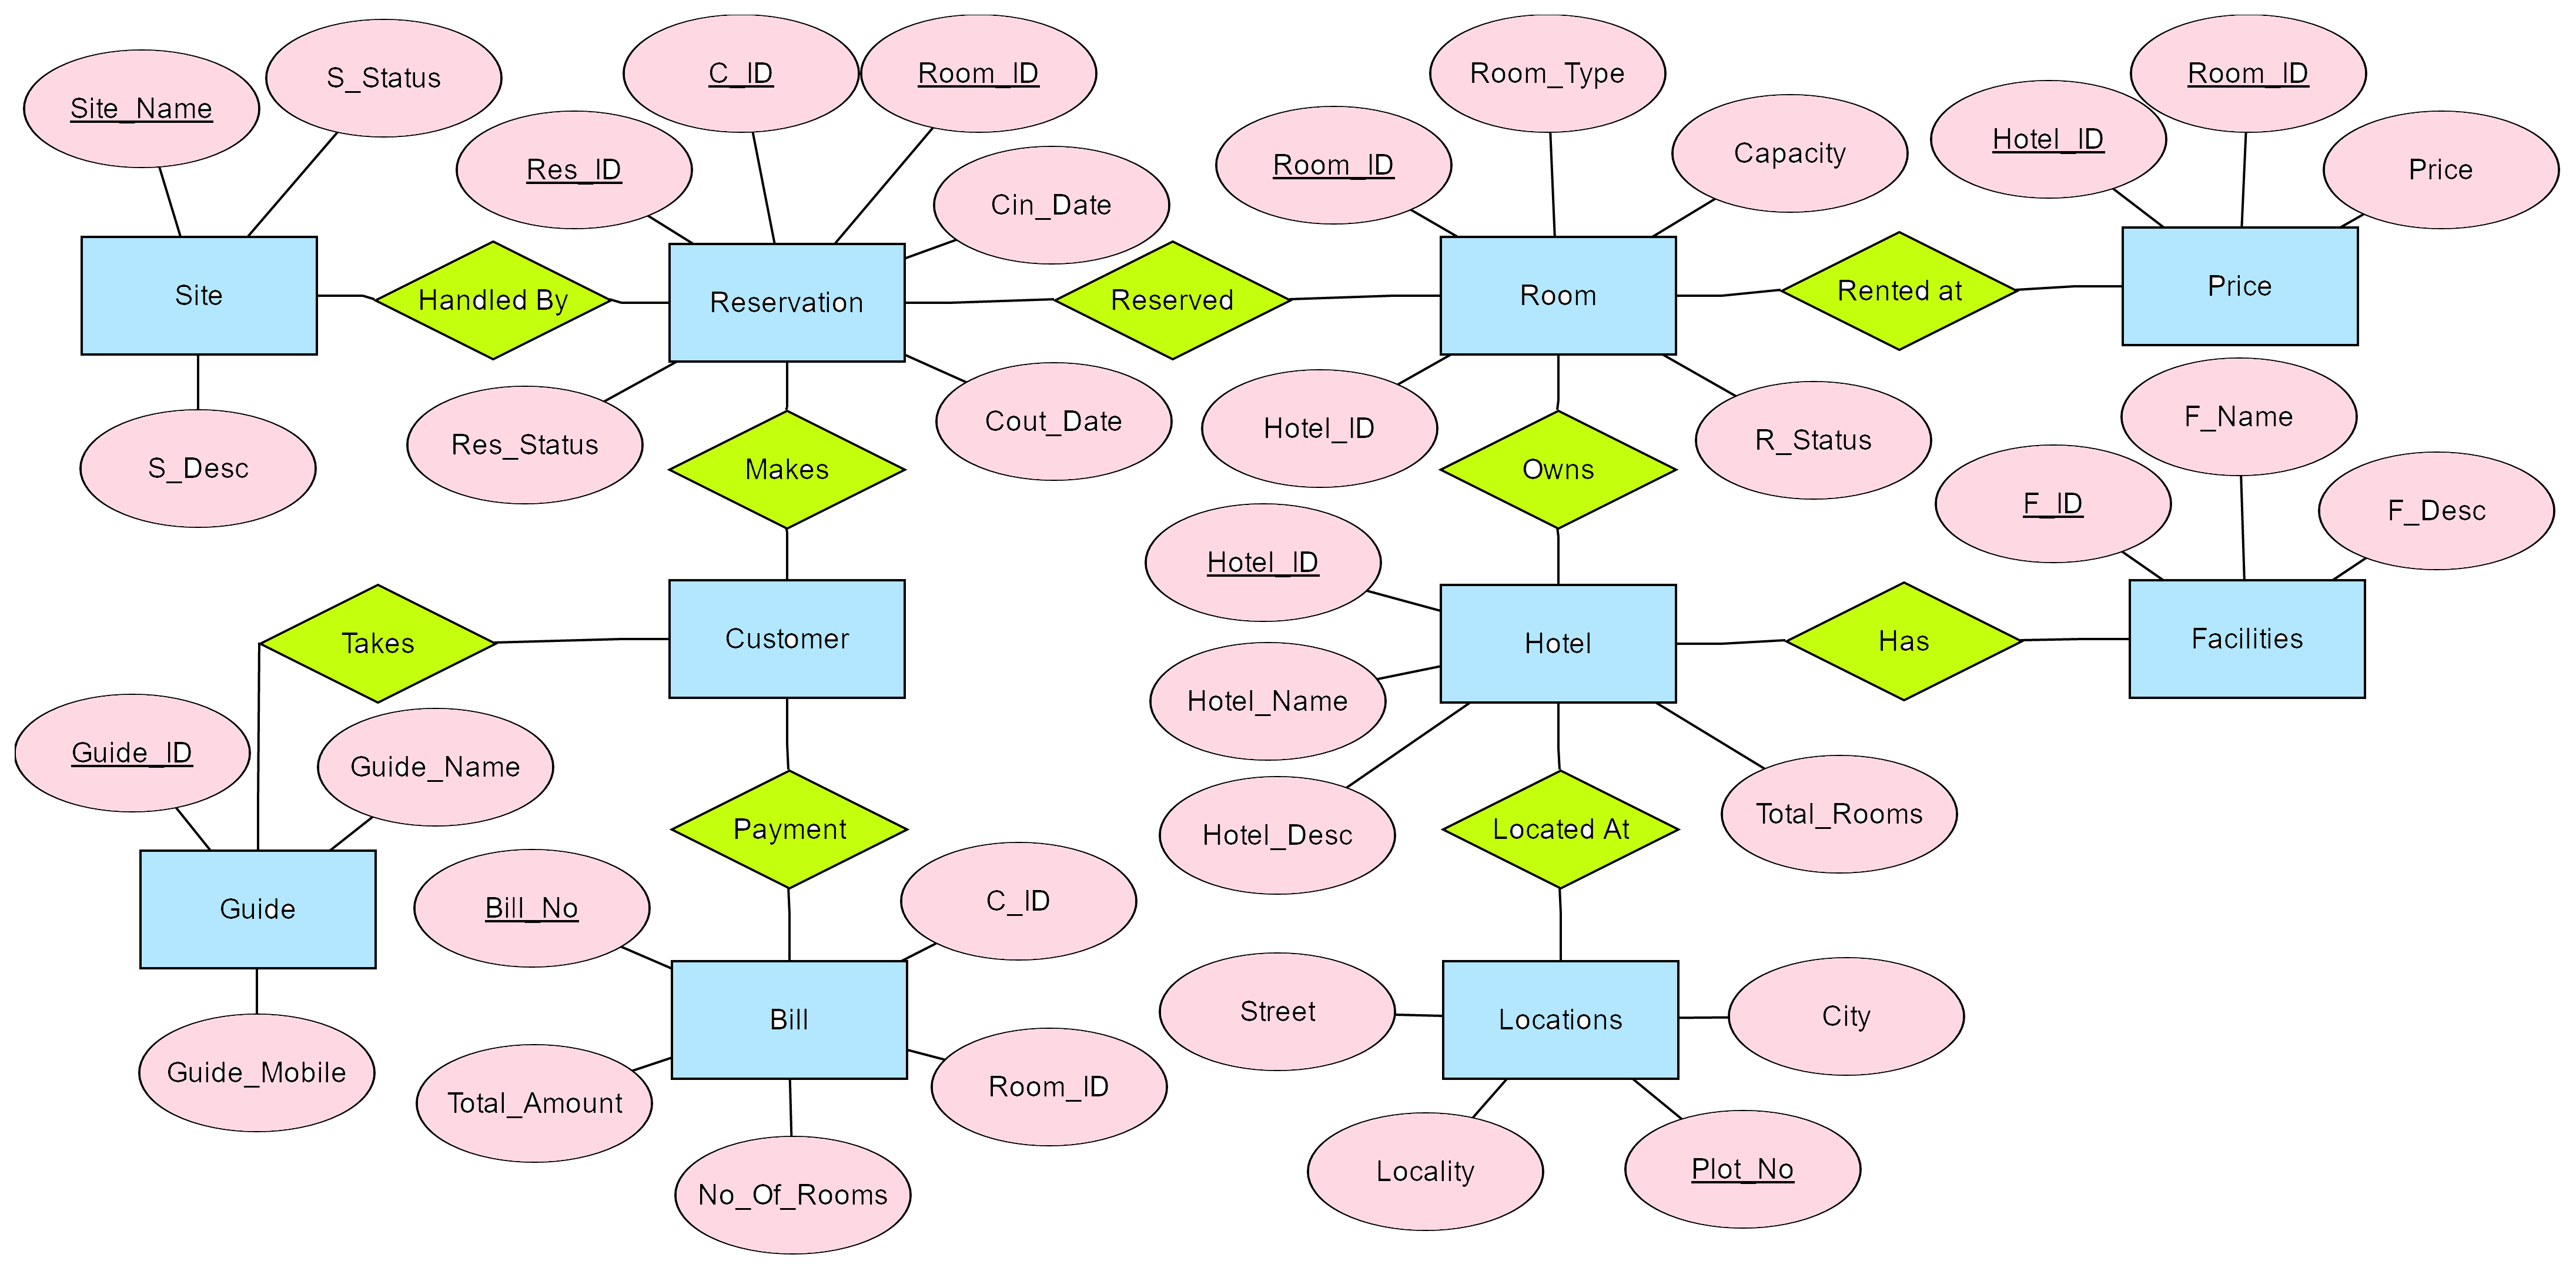 Site_Name
S_Status
C_ID
Room_ID
Res_ID
Cin_Date
Room_Type
Room_ID
Capacity
Hotel_ID
Room_ID
Price
Site
Handled By
Reservation
Reserved
Room
Rented at
Price
S_Desc
Res_Status
Makes
Cout_Date
Hotel_ID
Owns
R_Status
F_ID
F_Name
F_Desc
Takes
Customer
Hotel_ID
Hotel
Has
Facilities
Hotel_Name
Guide_ID
Guide_Name
Payment
Hotel_Desc
Located At
Total_Rooms
Guide
Bill_No
C_ID
Guide_Mobile
Bill
Street
Locations
City
Total_Amount
Room_ID
No_Of_Rooms
Locality
Plot_No